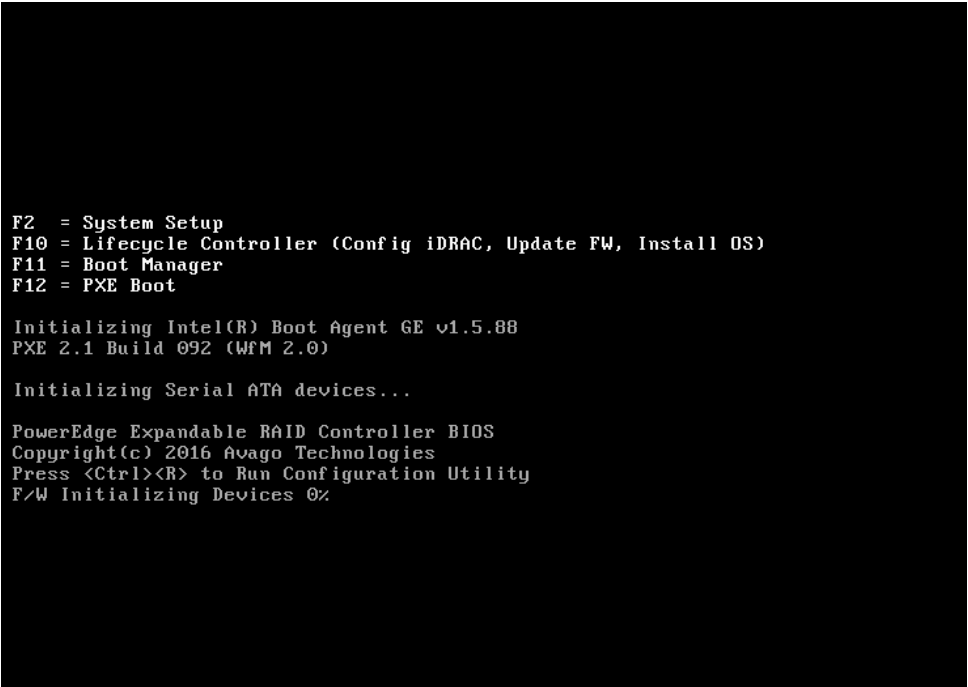 F2  = System Setup
F10 = Lifecycle Controller (Config iDRAC, Update FW, Install OS)
F11 = Boot Manager
F12 = PXE Boot
Initializing Intel(R) Boot Agent GE v1.5.88
PXE 2.1 Build 092 (WfM 2.0)
Initializing Serial ATA devices...
PowerEdge Expandable RAID Controller BIOS
Copyright(c) 2016 Avago Technologies
Press <Ctrl><R> to Run Configuration Utility
F/W Initializing Devices 0%